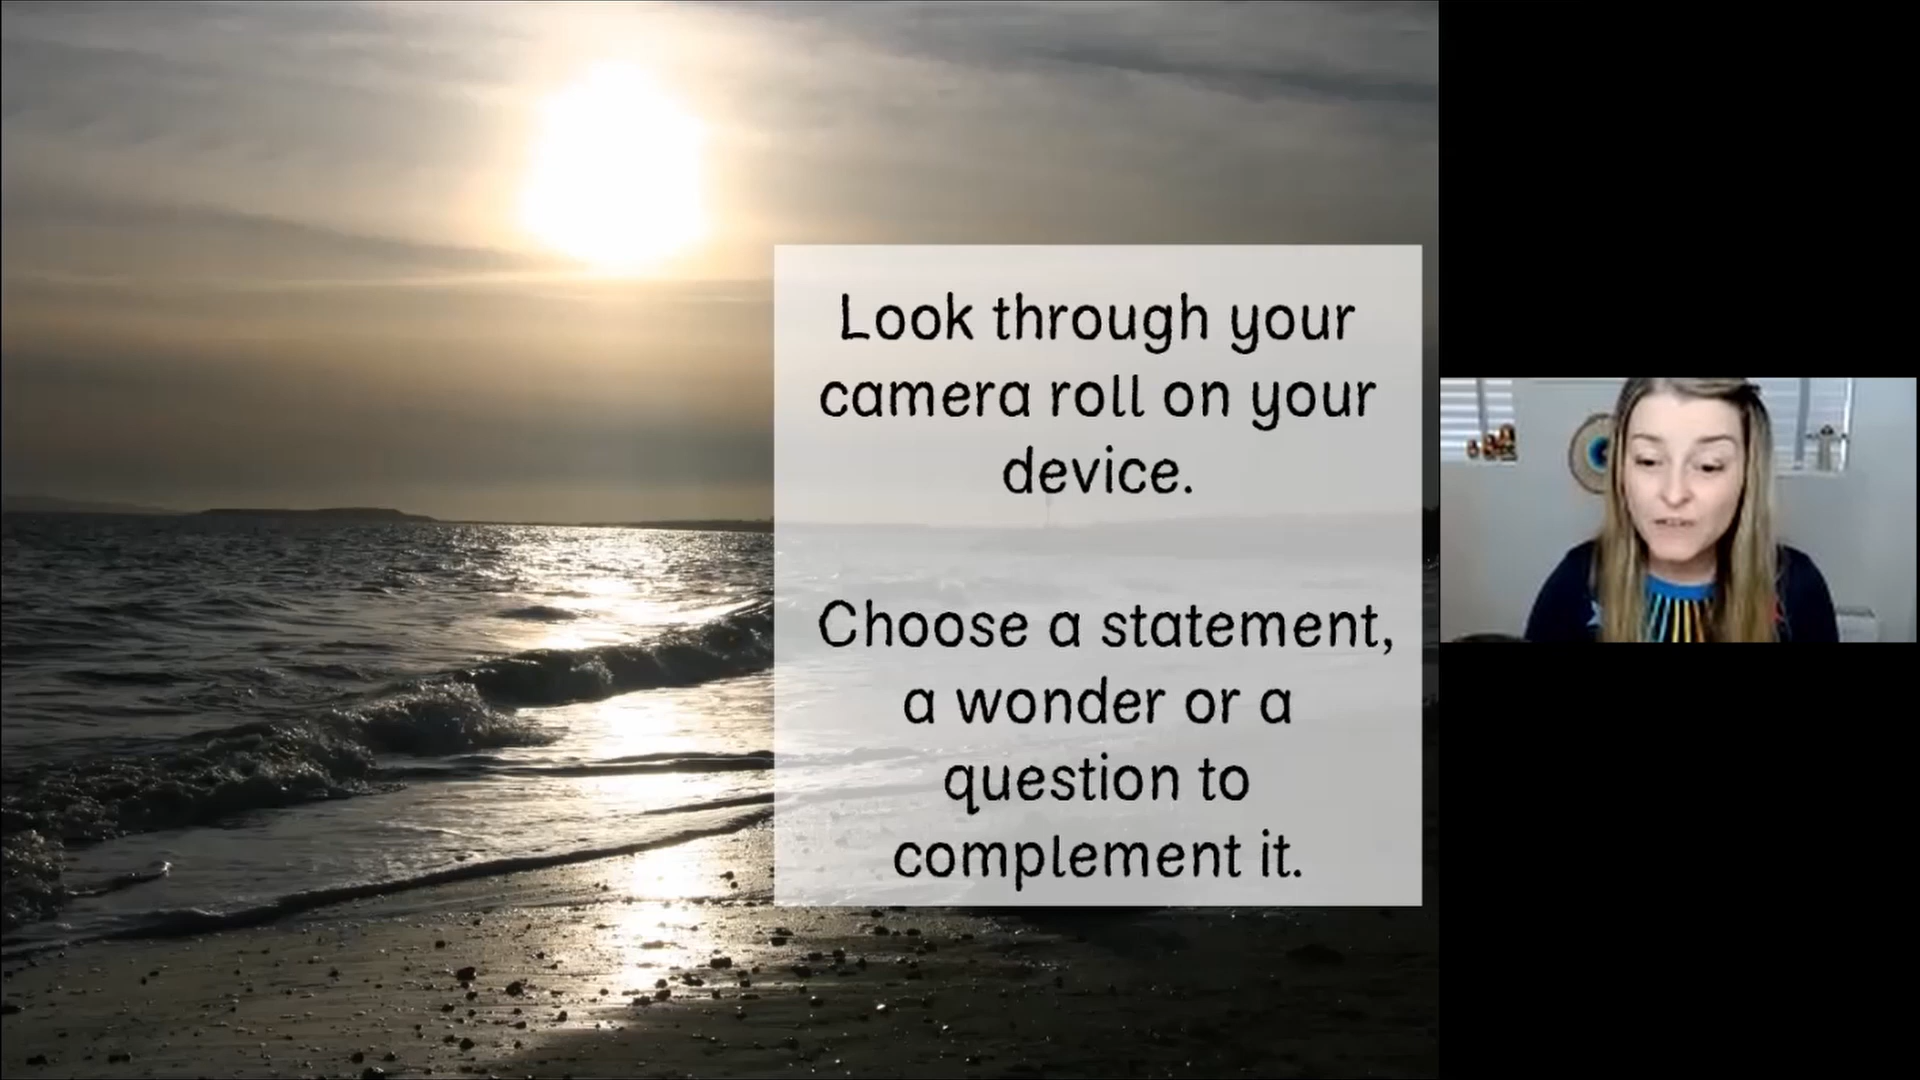 Look through your
camera roll on your
device.
Choose a statement,
a wonder or a
question to
complement it.